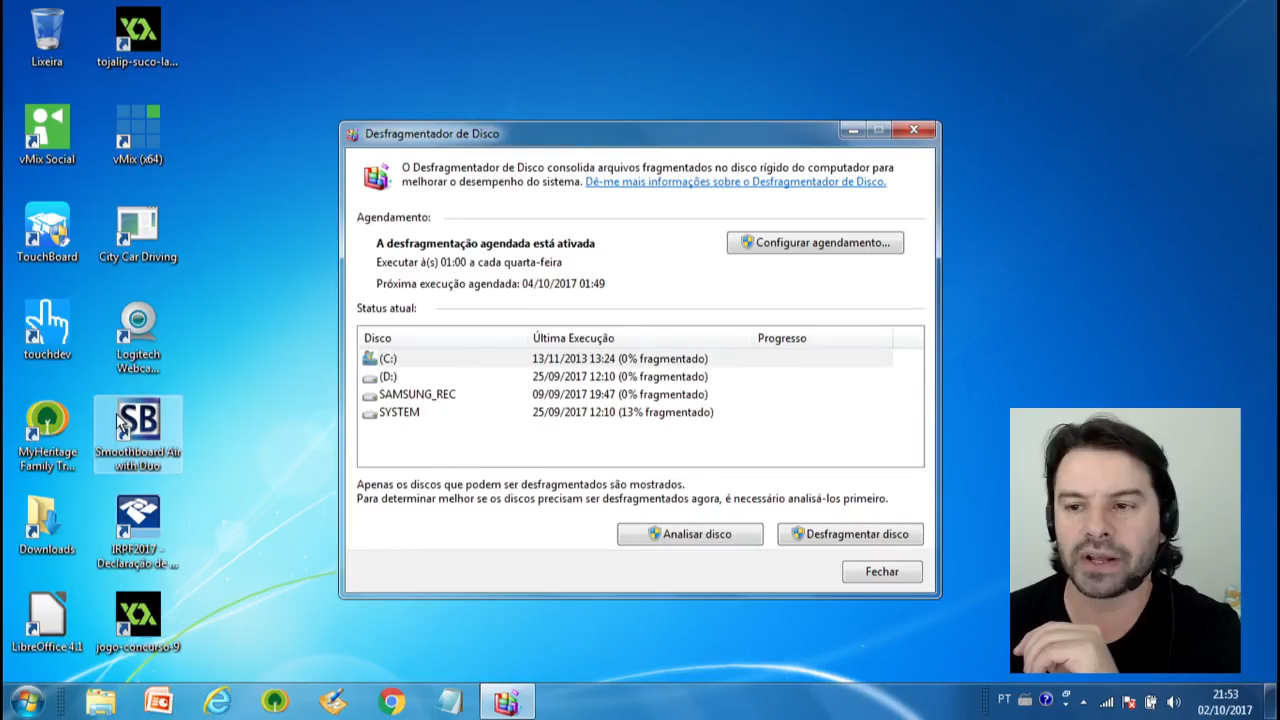 Lixeira
tojalip-suco-la...
vMix Social
vMix (x64)
TouchBoard
City Car Driving
touchdev
Logitech
Webca...
MyHeritage
Family Tr...
SB
Smoothboard Air
with Duo
Downloads
IRPF2017 -
Declaração de ...
LibreOffice 4.1
jogo-concurso-9
Desfragmentador de Disco
O Desfragmentador de Disco consolida arquivos fragmentados no disco rígido do computador para
melhorar o desempenho do sistema. Dê-me mais informações sobre o Desfragmentador de Disco.
Agendamento:
A desfragmentação agendada está ativada
Configurar agendamento...
Executar à(s) 01:00 a cada quarta-feira
Próxima execução agendada: 04/10/2017 01:49
Status atual:
Disco Última Execução Progresso
(C:) 13/11/2013 13:24 (0% fragmentado)
(D:) 25/09/2017 12:10 (0% fragmentado)
SAMSUNG_REC 09/09/2017 19:47 (0% fragmentado)
SYSTEM 25/09/2017 12:10 (13% fragmentado)
Apenas os discos que podem ser desfragmentados são mostrados.
Para determinar melhor se os discos precisam ser desfragmentados agora, é necessário analisá-los primeiro.
Analisar disco
Desfragmentar disco
Fechar
PT
21:53
02/10/2017